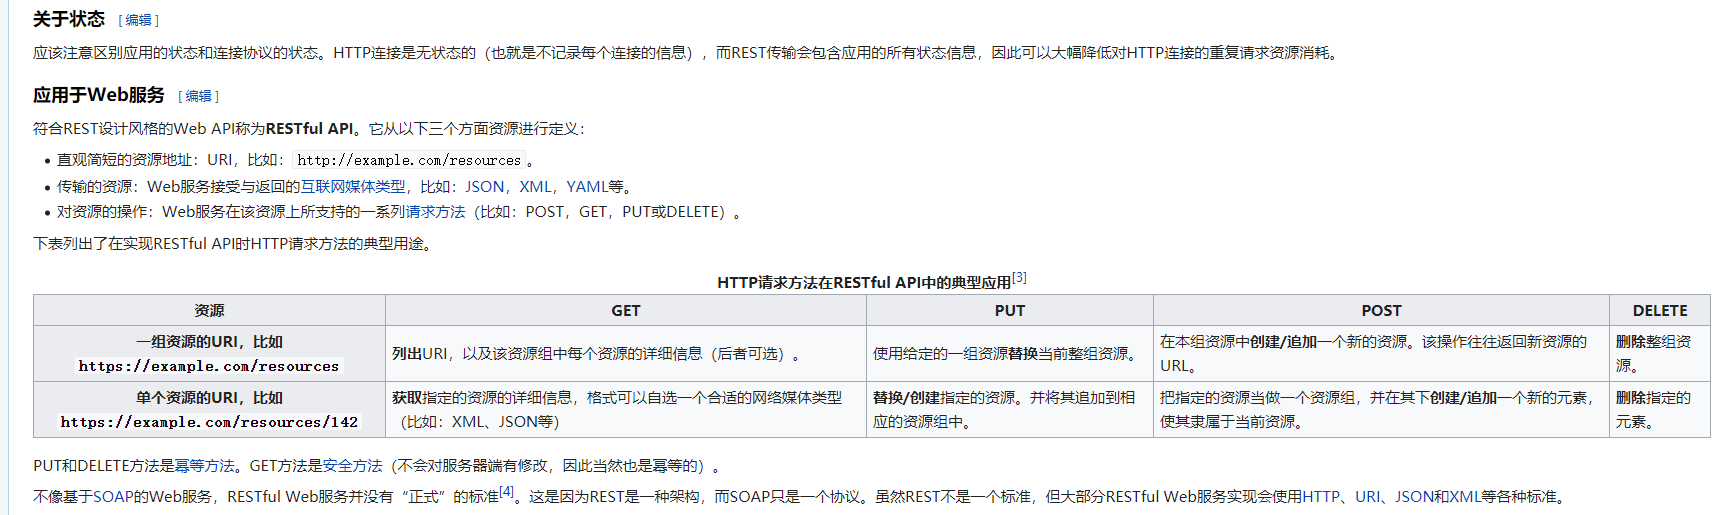 关于状态 [编辑]
应该注意区别应用的状态和连接协议的状态。HTTP连接是无状态的（也就是不记录每个连接的信息），而REST传输会包含应用的所有状态信息，因此可以大幅降低对HTTP连接的重复请求资源消耗。
应用于Web服务 [编辑]
符合REST设计风格的Web API称为RESTful API。它从以下三个方面资源进行定义：
• 直观简短的资源地址：URI，比如：http://example.com/resources。
• 传输的资源：Web服务接受与返回的互联网媒体类型，比如：JSON，XML，YAML等。
• 对资源的操作：Web服务在该资源上所支持的一系列请求方法（比如：POST，GET，PUT或DELETE）。
下表列出了在实现RESTful API时HTTP请求方法的典型用途。
HTTP请求方法在RESTful API中的典型应用[3]
资源 GET PUT POST DELETE
一组资源的URI，比如
https://example.com/resources
列出URI，以及该资源组中每个资源的详细信息（后者可选）。
使用给定的一组资源替换当前整组资源。
在本组资源中创建/追加一个新的资源。该操作往往返回新资源的
URL。
删除整组资
源。
单个资源的URI，比如
https://example.com/resources/142
获取指定的资源的详细信息，格式可以自选一个合适的网络媒体类型
（比如：XML、JSON等）
替换/创建指定的资源。并将其追加到相
应的资源组中。
把指定的资源当做一个资源组，并在其下创建/追加一个新的元素，
使其隶属于当前资源。
删除指定的
元素。
PUT和DELETE方法是幂等方法。GET方法是安全方法（不会对服务器端有修改，因此当然也是幂等的）。
不像基于SOAP的Web服务，RESTful Web服务并没有“正式”的标准[4]。这是因为REST是一种架构，而SOAP只是一个协议。虽然REST不是一个标准，但大部分RESTful Web服务实现会使用HTTP、URI、JSON和XML等各种标准。